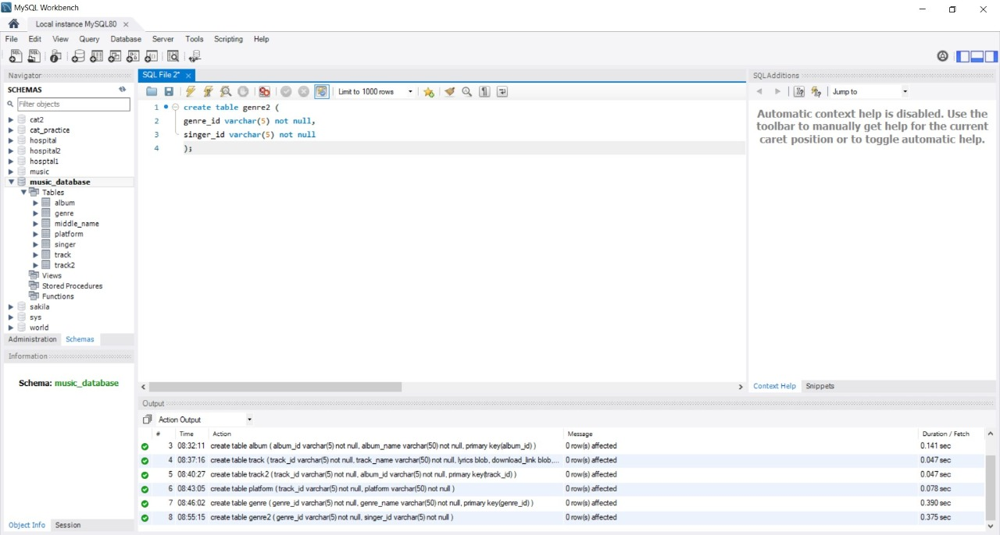 MySQL Workbench
Local instance MySQL80
File Edit View Query Database Server Tools Scripting Help
Navigator
SCHEMAS
Filter objects
cat2
cat_practice
hospital
hospital2
hosptal1
music
music_database
Tables
album
genre
middle_name
platform
singer
track
track2
Views
Stored Procedures
Functions
sakila
sys
world
Administration Schemas
Information
Schema: music_database
Object Info Session
SQL File 2*
Limit to 1000 rows
1 create table genre2 (
2 genre_id varchar(5) not null,
3 singer_id varchar(5) not null
4 );
SQLAdditions
Jump to
Automatic context help is disabled. Use the
toolbar to manually get help for the current
caret position or to toggle automatic help.
Context Help Snippets
Output
Action Output
# Time Action Message Duration / Fetch
3 08:32:11 create table album ( album_id varchar(5) not null, album_name varchar(50) not null, primary key(album_id) ) 0 row(s) affected 0.141 sec
4 08:37:16 create table track ( track_id varchar(5) not null, track_name varchar(50) not null, lyrics blob, download_link blob,... 0 row(s) affected 0.047 sec
5 08:40:27 create table track2 ( track_id varchar(5) not null, album_id varchar(5) not null, primary key(track_id) ) 0 row(s) affected 0.047 sec
6 08:43:05 create table platform ( track_id varchar(5) not null, platform varchar(50) not null ) 0 row(s) affected 0.078 sec
7 08:46:02 create table genre ( genre_id varchar(5) not null, genre_name varchar(50) not null, primary key(genre_id) ) 0 row(s) affected 0.390 sec
8 08:55:15 create table genre2 ( genre_id varchar(5) not null, singer_id varchar(5) not null ) 0 row(s) affected 0.375 sec